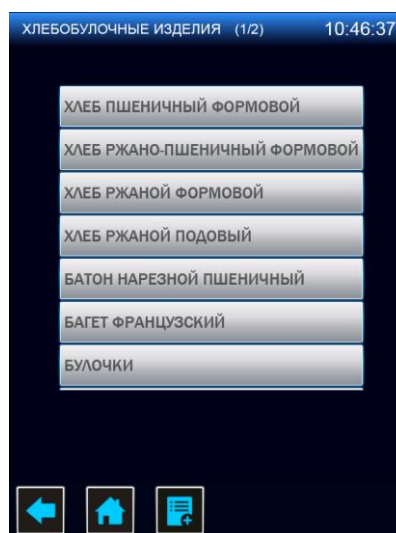 ХЛЕБОБУЛОЧНЫЕ ИЗДЕЛИЯ (1/2) 10:46:37
ХЛЕБ ПШЕНИЧНЫЙ ФОРМОВОЙ
ХЛЕБ РЖАНО-ПШЕНИЧНЫЙ ФОРМОВОЙ
ХЛЕБ РЖАНОЙ ФОРМОВОЙ
ХЛЕБ РЖАНОЙ ПОДОВЫЙ
БАТОН НАРЕЗНОЙ ПШЕНИЧНЫЙ
БАГЕТ ФРАНЦУЗСКИЙ
БУЛОЧКИ